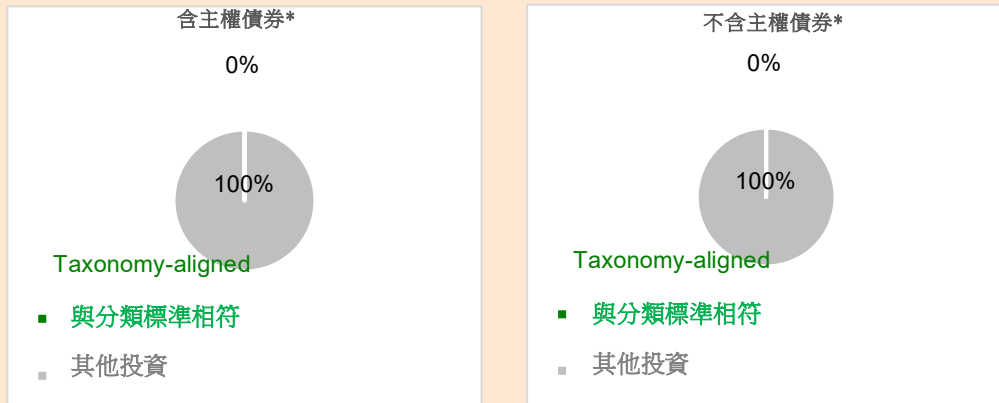 含主權債券*
0%
100%
Taxonomy-aligned
與分類標準相符
其他投資
不含主權債券*
0%
100%
Taxonomy-aligned
與分類標準相符
其他投資